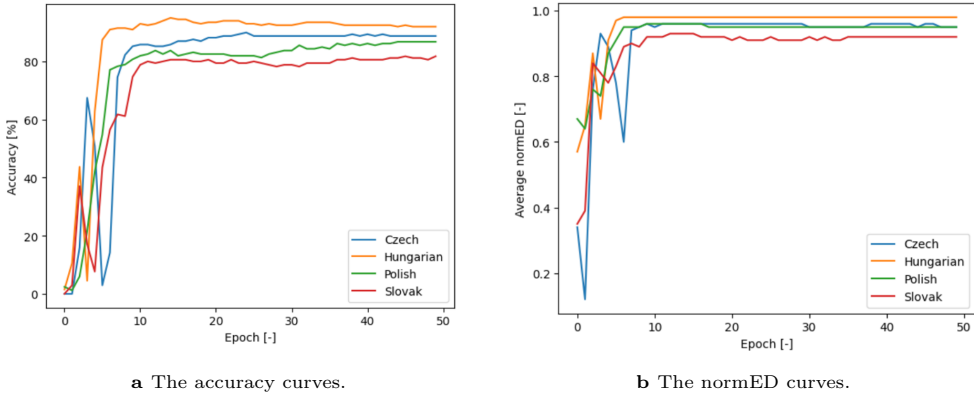 80
60
40
20
0
Accuracy [%]
Czech
Hungarian
Polish
Slovak
0 10 20 30 40 50
Epoch [-]
a The accuracy curves.
1.0
0.8
0.6
0.4
0.2
Average normED [-]
Czech
Hungarian
Polish
Slovak
0 10 20 30 40 50
Epoch [-]
b The normED curves.